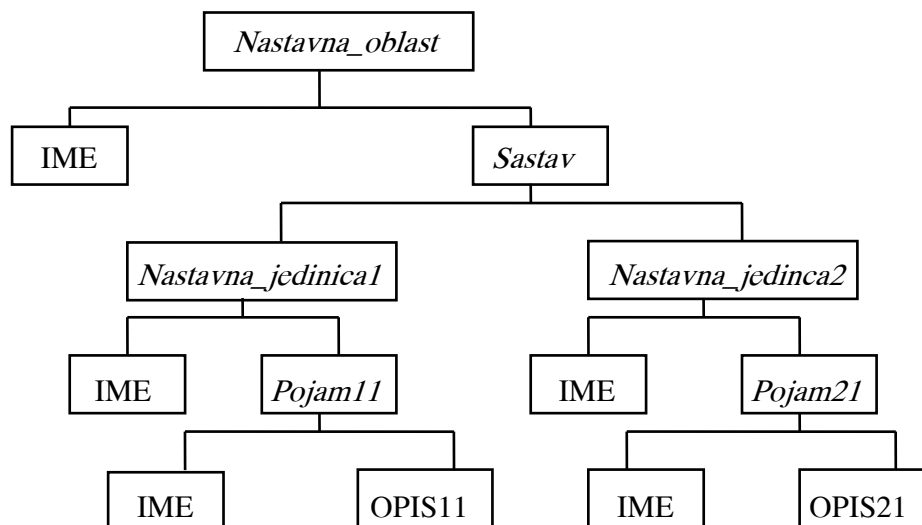 Nastavna_oblast
IME
Sastav
Nastavna_jedinica1
Nastavna_jedinca2
IME
Pojam11
IME
Pojam21
IME
OPIS11
IME
OPIS21